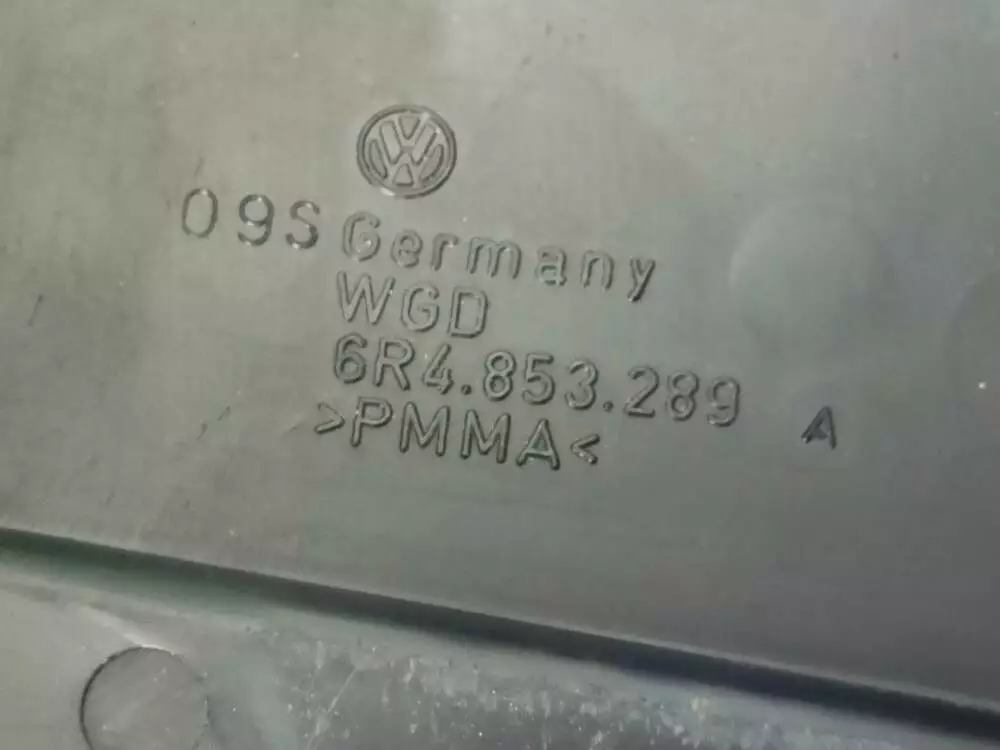 09S Germany
WGD
6R4.853.289 A
>PMMA<